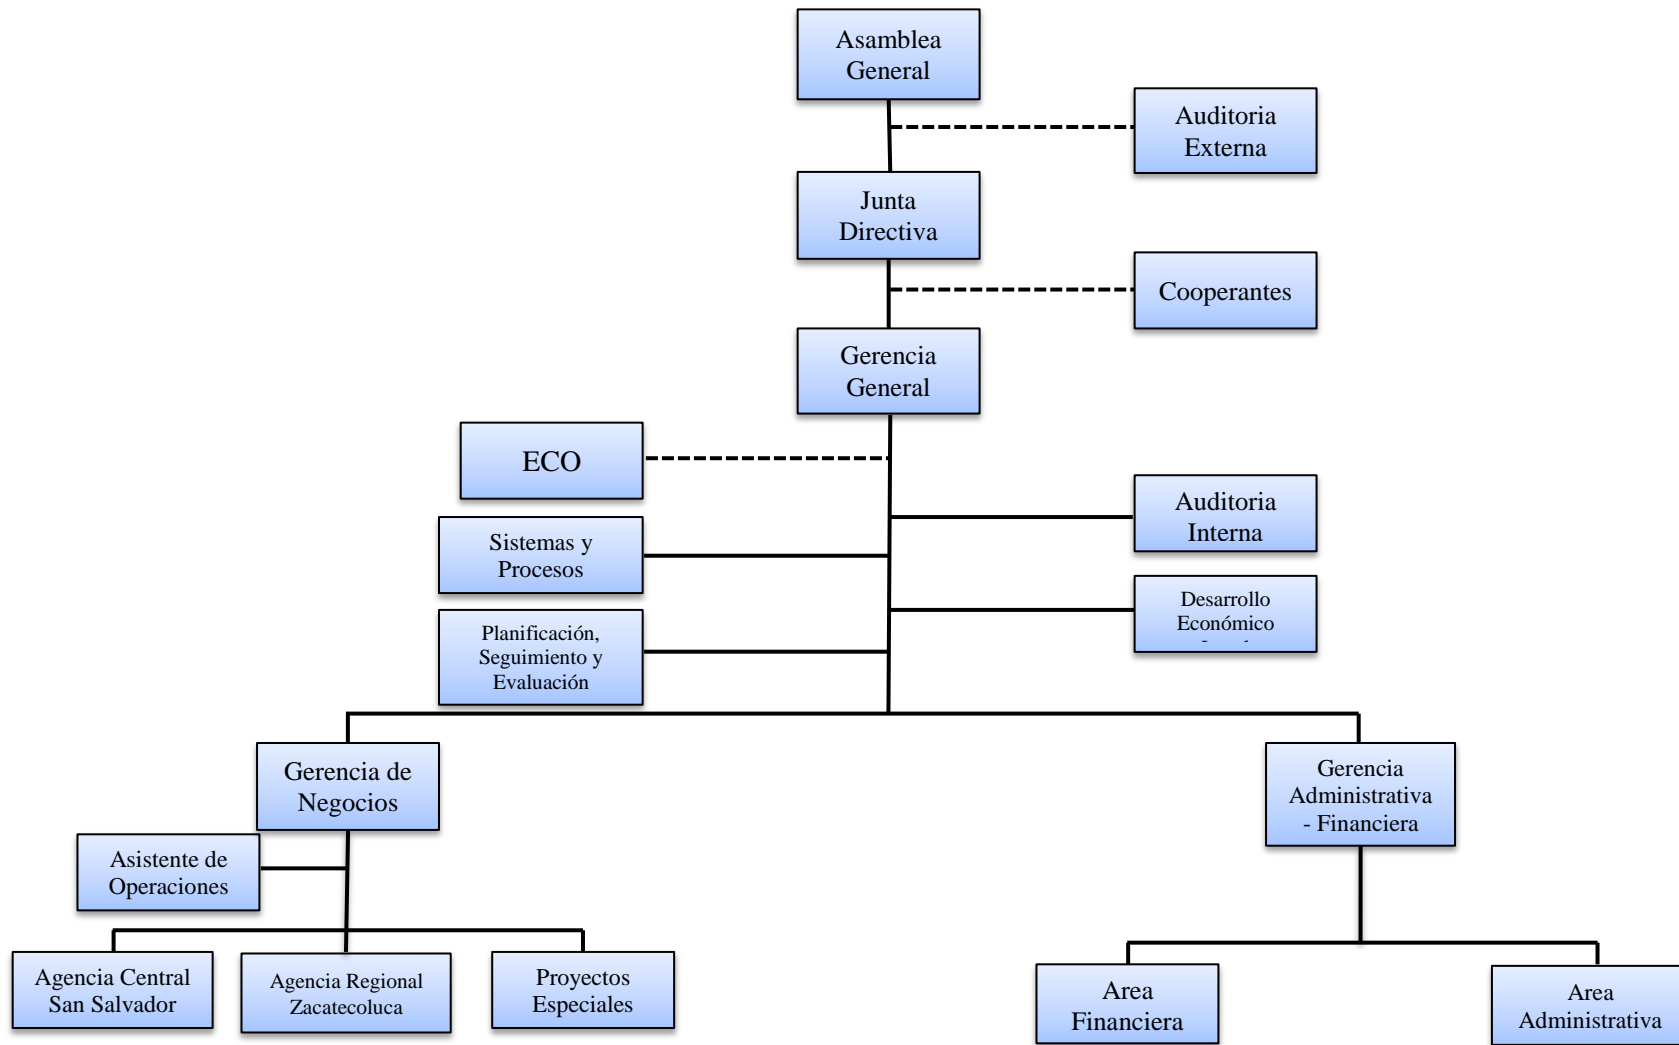 Asamblea
General
Auditoria
Externa
Junta
Directiva
Cooperantes
Gerencia
General
ECO
Auditoria
Interna
Sistemas y
Procesos
Desarrollo
Económico
Planificación,
Seguimiento y
Evaluación
Gerencia de
Negocios
Gerencia
Administrativa
- Financiera
Asistente de
Operaciones
Agencia Central
San Salvador
Agencia Regional
Zacatecoluca
Proyectos
Especiales
Area
Financiera
Area
Administrativa